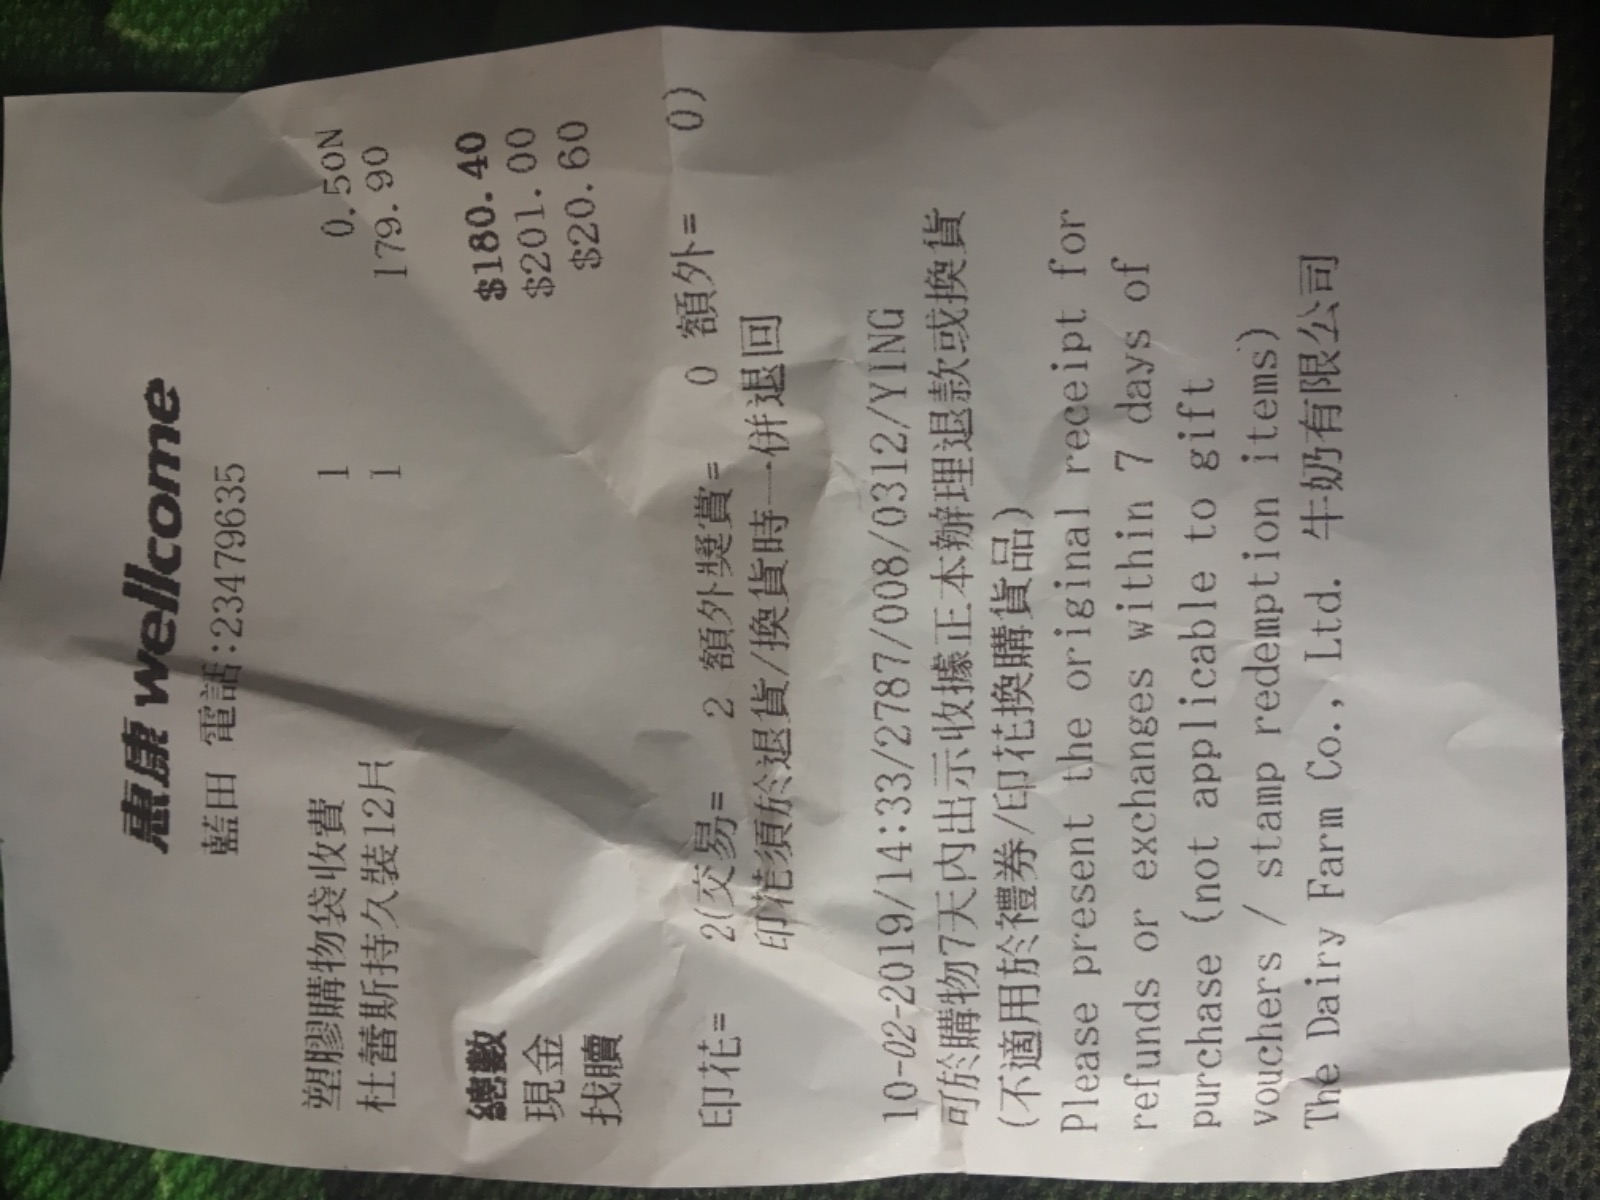 惠康 wellcome
藍田 電話:23479635
塑膠購物袋收費 1 0.50N
杜蕾斯持久裝12片 1 179.90
總數 $180.40
現金 $201.00
找贖 $20.60
印花= 2(交易= 2 額外獎賞= 0 額外= 0)
印花須於退貨/換貨時一併退回
10-02-2019/14:33/2787/008/0312/YING
可於購物7天內出示收據正本辦理退款或換貨
(不適用於禮券/印花換購貨品)
Please present the original receipt for
refunds or exchanges within 7 days of
purchase (not applicable to gift
vouchers / stamp redemption items)
The Dairy Farm Co., Ltd. 牛奶有限公司